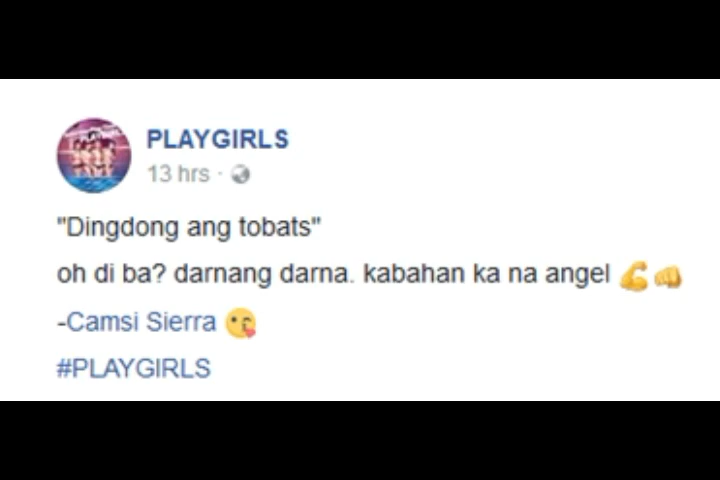 PLAYGIRLS
13 hrs ·
"Dingdong ang tobats"
oh di ba? darnang darna. kabahan ka na angel 💪👊
-Camsi Sierra 😘
#PLAYGIRLS